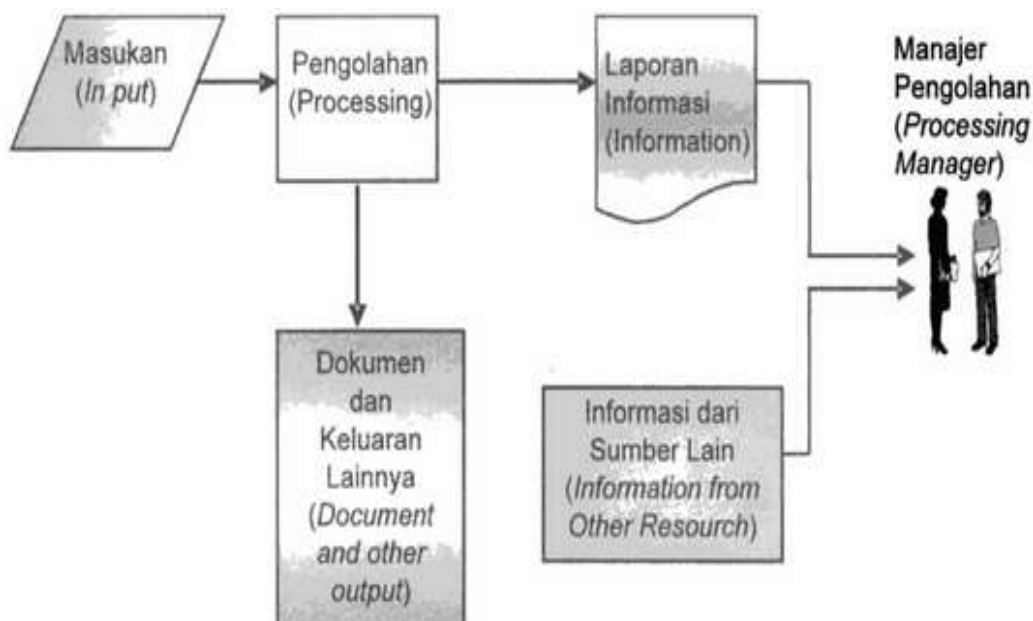 Masukan
(In put)
Pengolahan
(Processing)
Laporan
Informasi
(Information)
Manajer
Pengolahan
(Processing
Manager)
Dokumen
dan
Keluaran
Lainnya
(Document
and other
output)
Informasi dari
Sumber Lain
(Information from
Other Resourch)